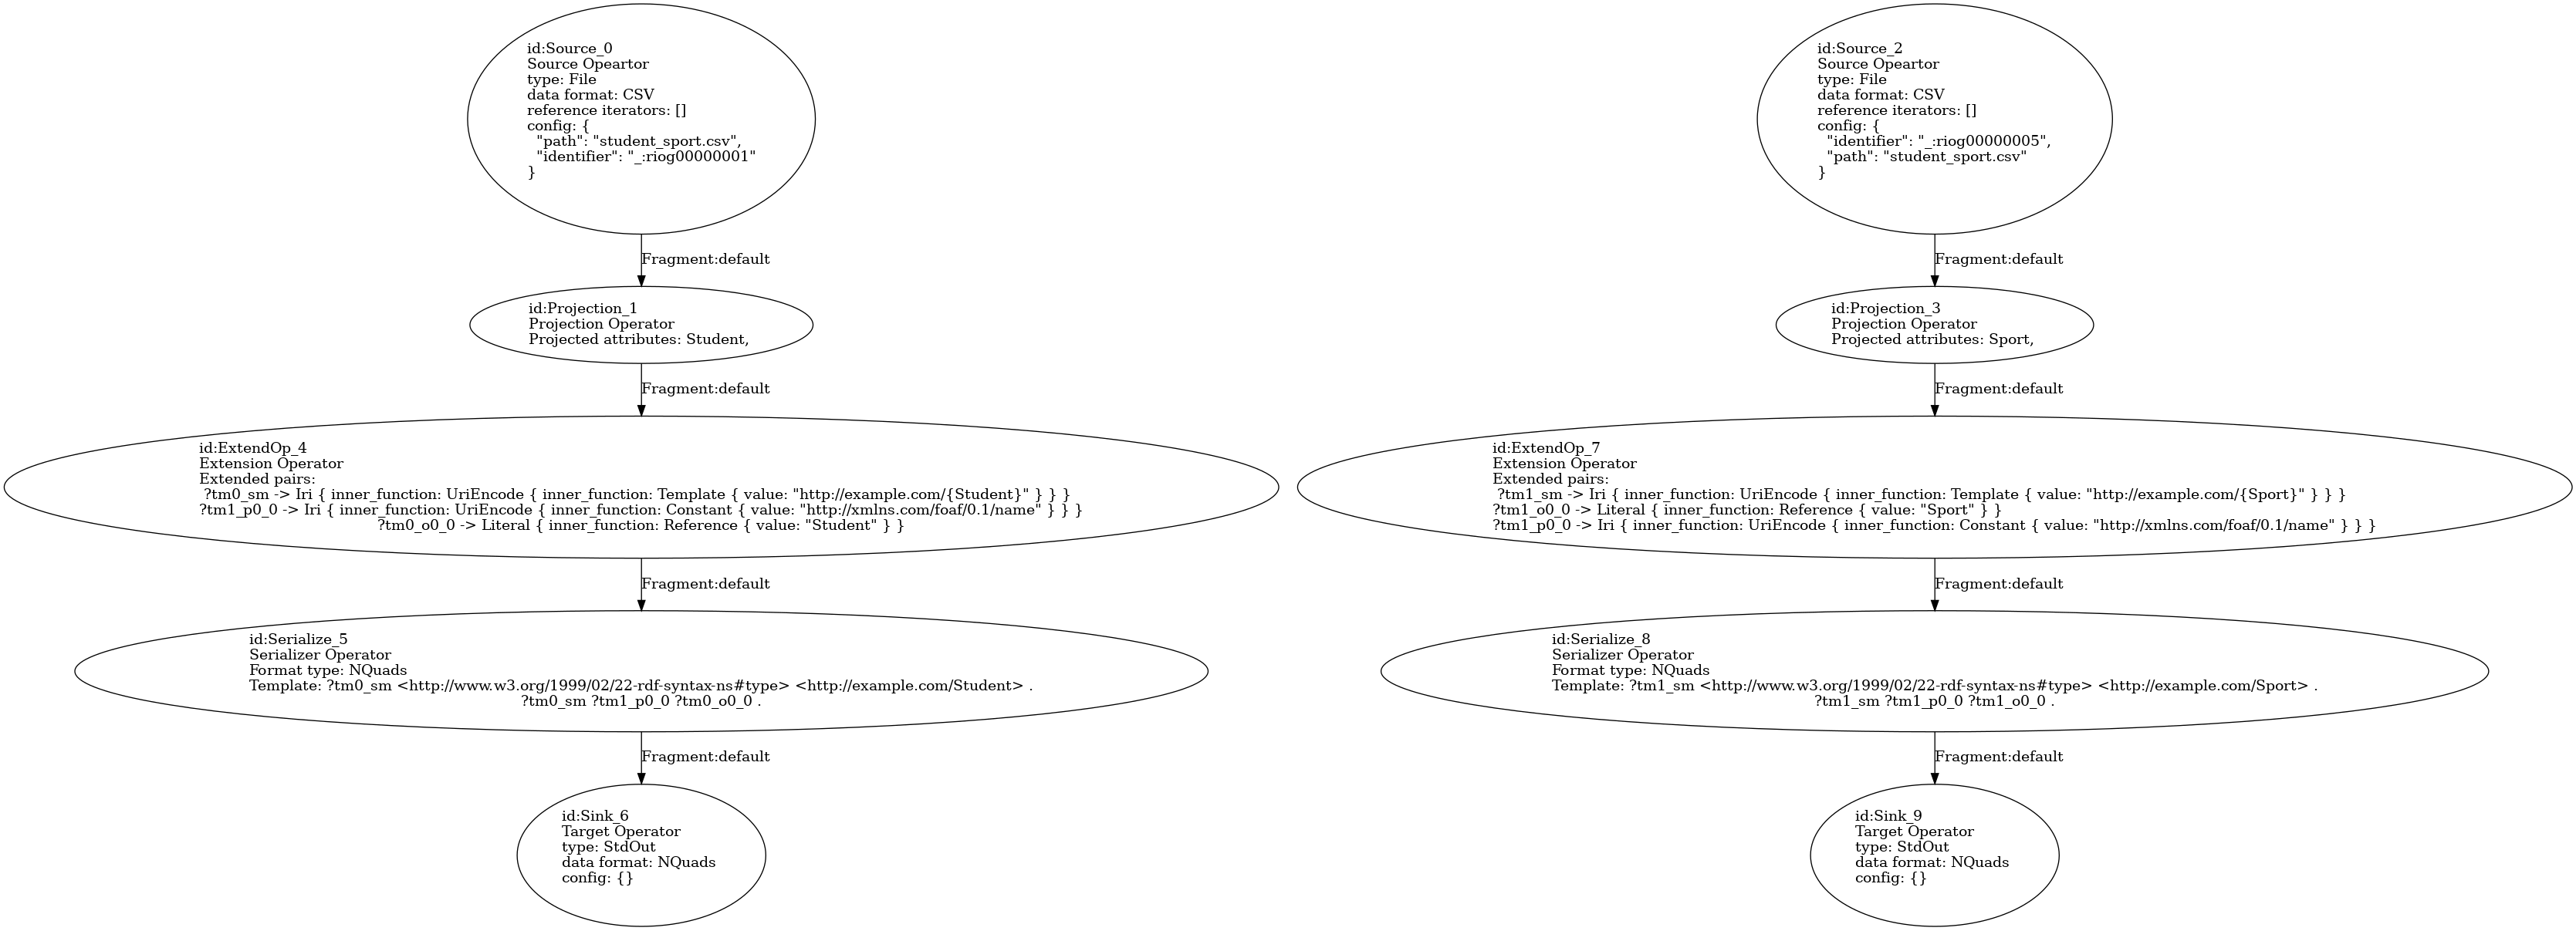 id:Source_0
Source Opeartor
type: File
data format: CSV
reference iterators: []
config: {
"path": "student_sport.csv",
"identifier": "_:riog00000001"
}
Fragment:default
id:Projection_1
Projection Operator
Projected attributes: Student,
Fragment:default
id:ExtendOp_4
Extension Operator
Extended pairs:
?tm0_sm -> Iri { inner_function: UriEncode { inner_function: Template { value: "http://example.com/{Student}" } } }
?tm1_p0_0 -> Iri { inner_function: UriEncode { inner_function: Constant { value: "http://xmlns.com/foaf/0.1/name" } } }
?tm0_o0_0 -> Literal { inner_function: Reference { value: "Student" } }
Fragment:default
id:Serialize_5
Serializer Operator
Format type: NQuads
Template: ?tm0_sm <http://www.w3.org/1999/02/22-rdf-syntax-ns#type> <http://example.com/Student> .
?tm0_sm ?tm1_p0_0 ?tm0_o0_0 .
Fragment:default
id:Sink_6
Target Operator
type: StdOut
data format: NQuads
config: {}
id:Source_2
Source Opeartor
type: File
data format: CSV
reference iterators: []
config: {
"identifier": "_:riog00000005",
"path": "student_sport.csv"
}
Fragment:default
id:Projection_3
Projection Operator
Projected attributes: Sport,
Fragment:default
id:ExtendOp_7
Extension Operator
Extended pairs:
?tm1_sm -> Iri { inner_function: UriEncode { inner_function: Template { value: "http://example.com/{Sport}" } } }
?tm1_o0_0 -> Literal { inner_function: Reference { value: "Sport" } }
?tm1_p0_0 -> Iri { inner_function: UriEncode { inner_function: Constant { value: "http://xmlns.com/foaf/0.1/name" } } }
Fragment:default
id:Serialize_8
Serializer Operator
Format type: NQuads
Template: ?tm1_sm <http://www.w3.org/1999/02/22-rdf-syntax-ns#type> <http://example.com/Sport> .
?tm1_sm ?tm1_p0_0 ?tm1_o0_0 .
Fragment:default
id:Sink_9
Target Operator
type: StdOut
data format: NQuads
config: {}